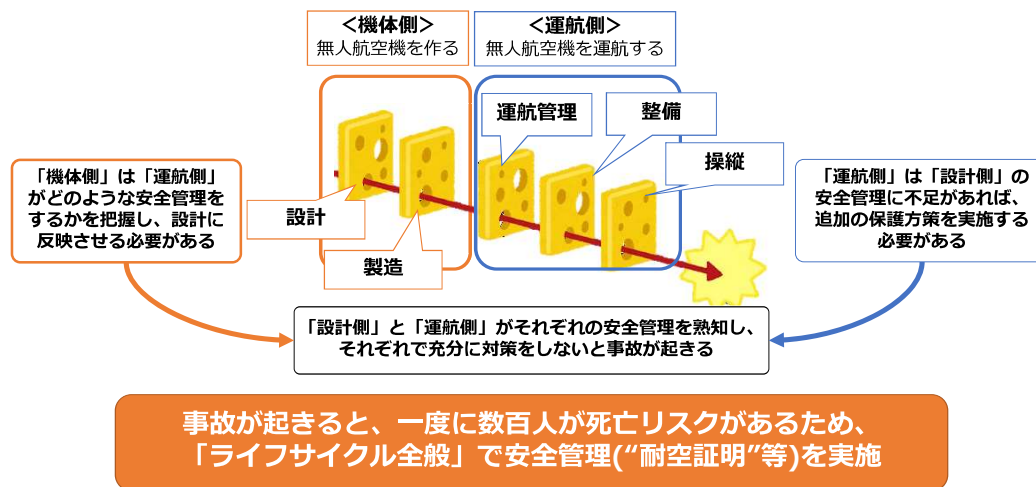 <機体側>
無人航空機を作る
<運航側>
無人航空機を運航する
運航管理
整備
操縦
設計
製造
「機体側」は「運航側」
がどのような安全管理を
するかを把握し、設計に
反映させる必要がある
「運航側」は「設計側」の
安全管理に不足があれば、
追加の保護方策を実施する
必要がある
「設計側」と「運航側」がそれぞれの安全管理を熟知し、
それぞれで充分に対策をしないと事故が起きる
事故が起きると、一度に数百人が死亡リスクがあるため、
「ライフサイクル全般」で安全管理(“耐空証明”等)を実施